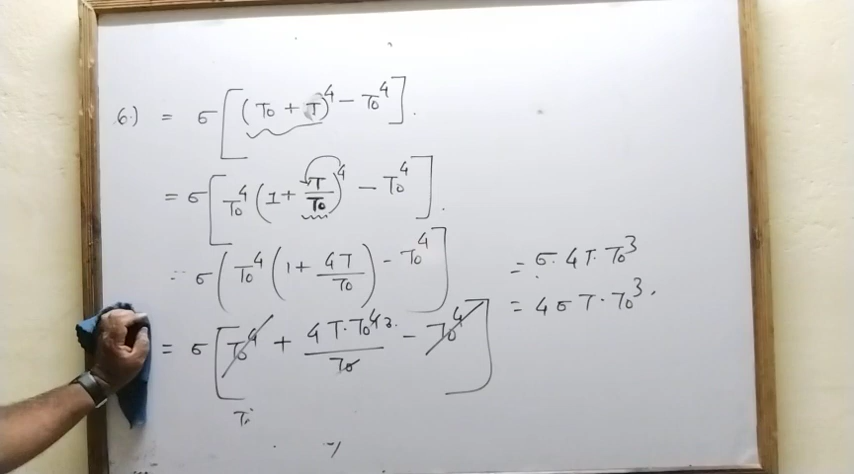 6.) = σ[(T₀ + T)⁴ − T₀⁴].
= σ[T₀⁴(1 + T/T₀)⁴ − T₀⁴].
= σ(T₀⁴(1 + 4T/T₀) − T₀⁴]
= σ[T₀⁴ + 4T·T₀⁴³·/T₀ − T₀⁴]
T
= σ·4T·T₀³
= 4σT·T₀³.